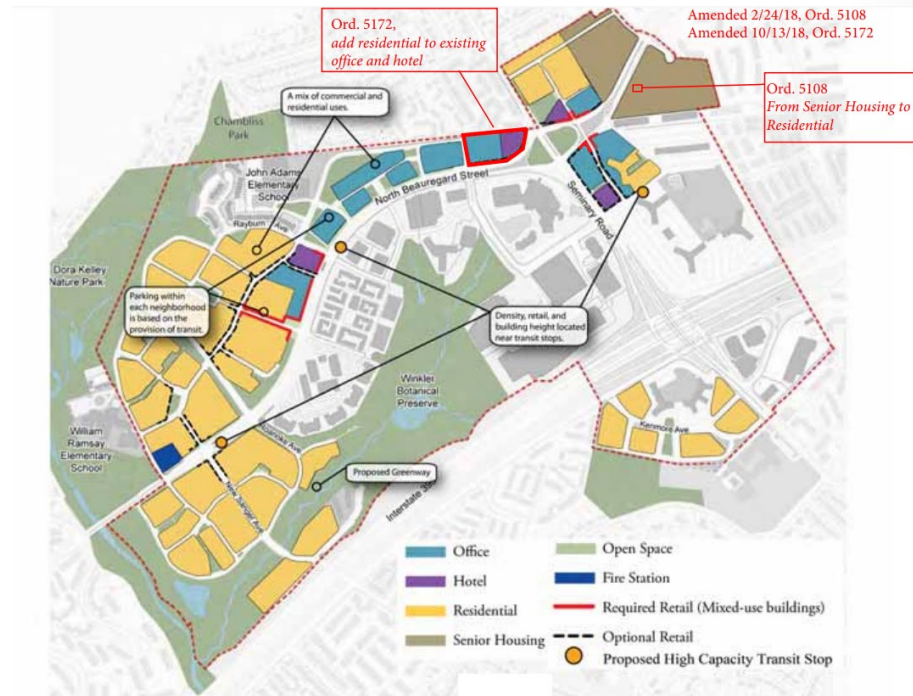 Amended 2/24/18, Ord. 5108
Amended 10/13/18, Ord. 5172
Ord. 5172,
add residential to existing
office and hotel
Ord. 5108
From Senior Housing to
Residential
A mix of commercial and
residential uses.
Chambliss
Park
John Adams
Elementary
School
North Beauregard Street
Seminary Road
Rayburn Ave
Dora Kelley
Nature Park
Parking within
each neighborhood
is based on the
provision of transit.
Density, retail, and
building height located
near transit stops.
Winkler
Botanical
Preserve
William
Ramsay
Elementary
School
Roanoke Ave
Kenmore Ave
Proposed Greenway
New Sanger Ave
Interstate
Office
Hotel
Residential
Senior Housing
Open Space
Fire Station
Required Retail (Mixed-use buildings)
Optional Retail
Proposed High Capacity Transit Stop